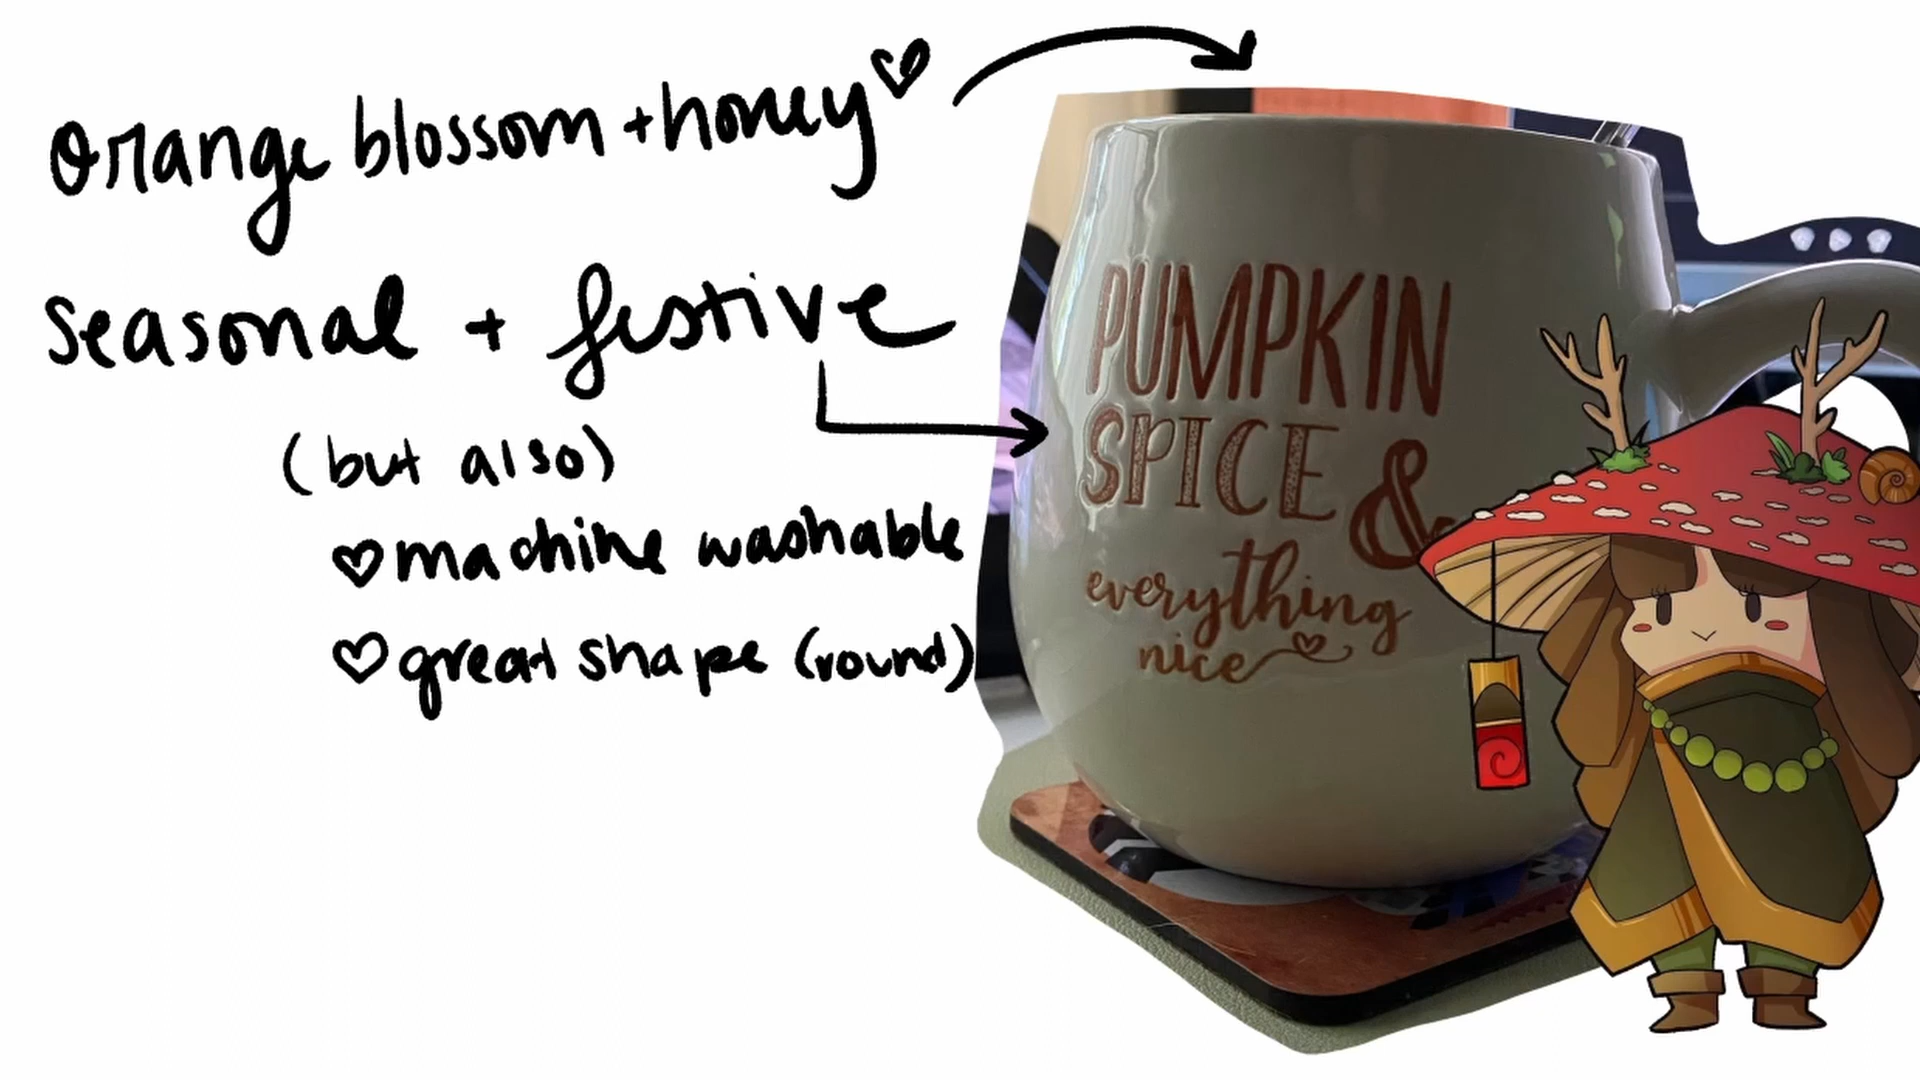 Orange blossom + honey
seasonal + festive
(but also)
machine washable
great shape (round)
PUMPKIN
SPICE &
everything
nice